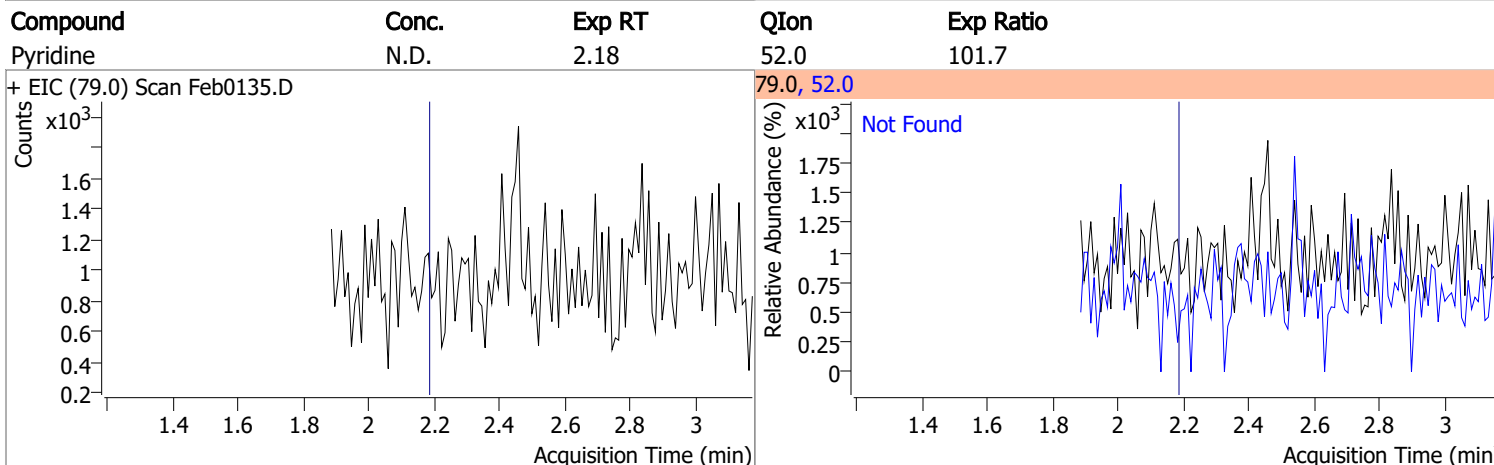 Compound Conc. Exp RT QIon Exp Ratio
Pyridine N.D. 2.18 52.0 101.7
+ EIC (79.0) Scan Feb0135.D
Counts
x10³
1.6
1.4
1.2
1
0.8
0.6
0.4
0.2
1.4 1.6 1.8 2 2.2 2.4 2.6 2.8 3
Acquisition Time (min)
79.0, 52.0
Relative Abundance (%)
x10³
Not Found
1.75
1.5
1.25
1
0.75
0.5
0.25
0
1.4 1.6 1.8 2 2.2 2.4 2.6 2.8 3
Acquisition Time (min